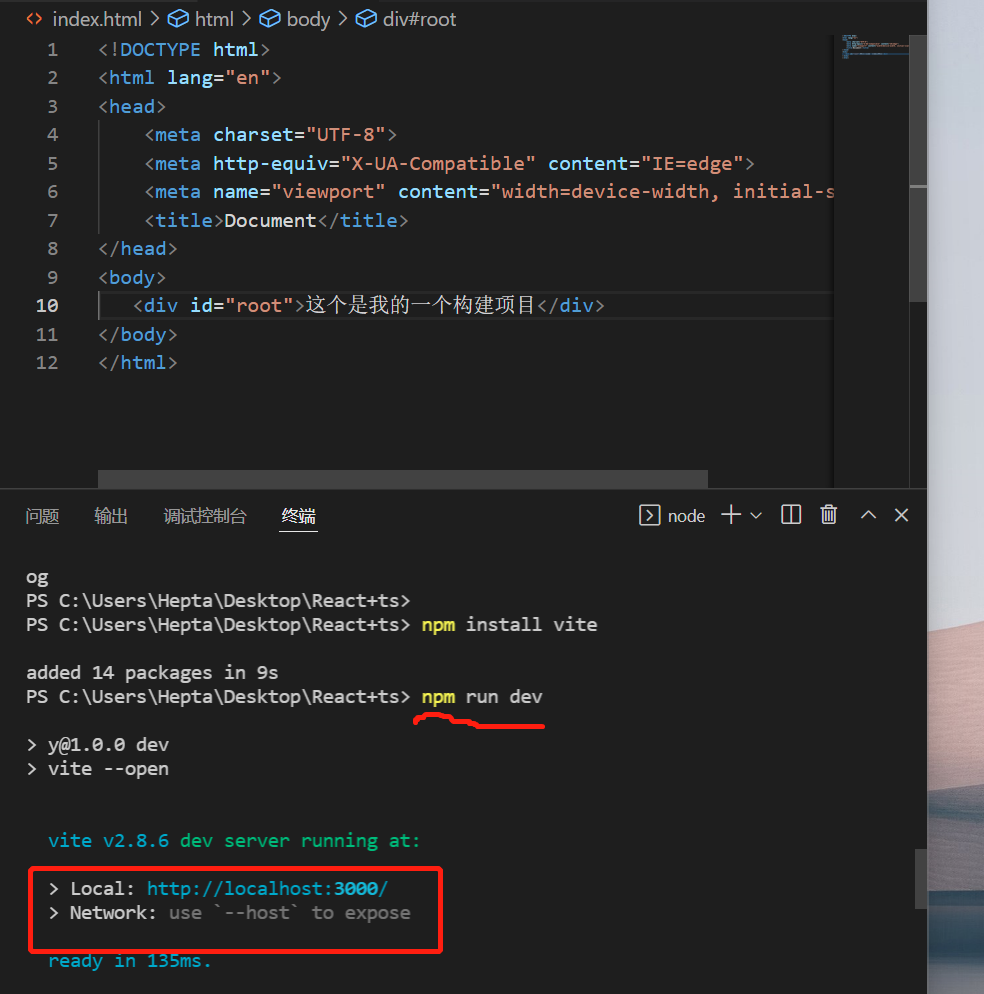 index.html > html > body > div#root
1 <!DOCTYPE html>
2 <html lang="en">
3 <head>
4 <meta charset="UTF-8">
5 <meta http-equiv="X-UA-Compatible" content="IE=edge">
6 <meta name="viewport" content="width=device-width, initial-s
7 <title>Document</title>
8 </head>
9 <body>
10 <div id="root">这个是我的一个构建项目</div>
11 </body>
12 </html>
问题 输出 调试控制台 终端 node
og
PS C:\Users\Hepta\Desktop\React+ts>
PS C:\Users\Hepta\Desktop\React+ts> npm install vite
added 14 packages in 9s
PS C:\Users\Hepta\Desktop\React+ts> npm run dev
> y@1.0.0 dev
> vite --open
vite v2.8.6 dev server running at:
> Local: http://localhost:3000/
> Network: use `--host` to expose
ready in 135ms.